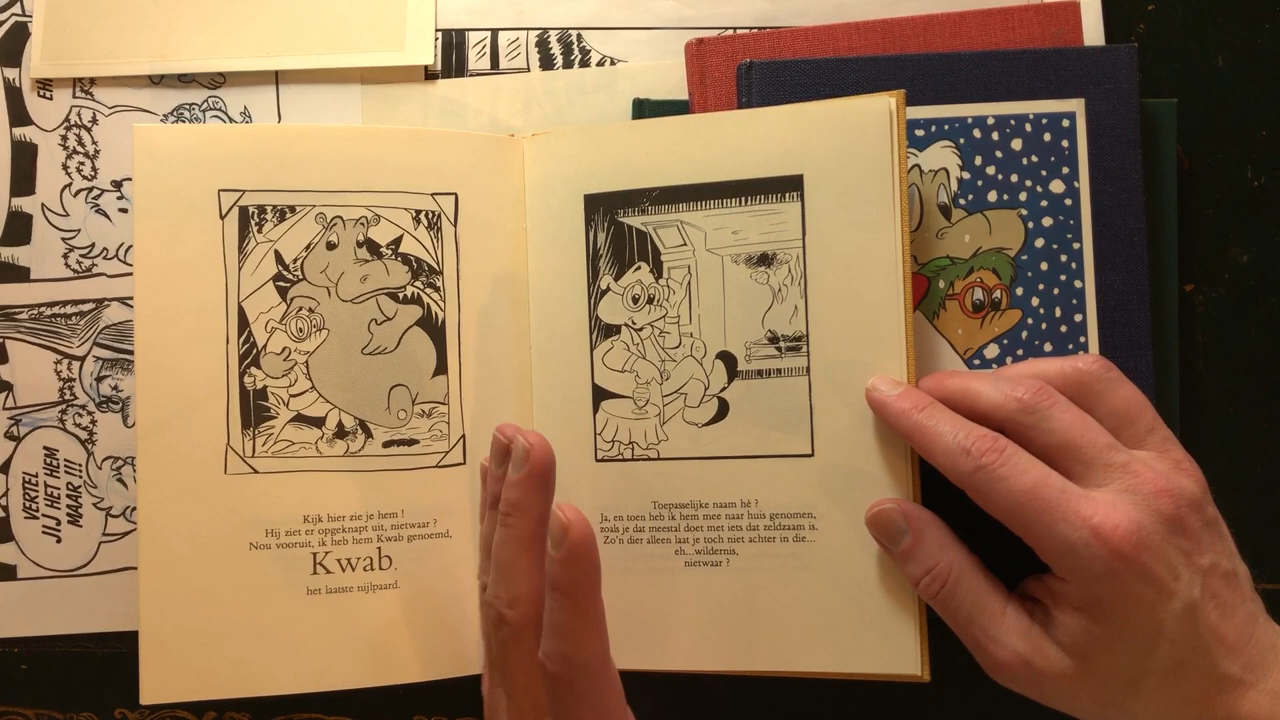 EH
VERTEL
JIJ HET HEM
MAAR !!!
Kijk hier zie je hem !
Hij ziet er opgeknapt uit, nietwaar ?
Nou vooruit, ik heb hem Kwab genoemd,
Kwab,
het laatste nijlpaard.
Toepasselijke naam hè ?
Ja, en toen heb ik hem mee naar huis genomen,
zoals je dat meestal doet met iets dat zeldzaam is.
Zo'n dier alleen laat je toch niet achter in die...
eh...wildernis,
nietwaar ?